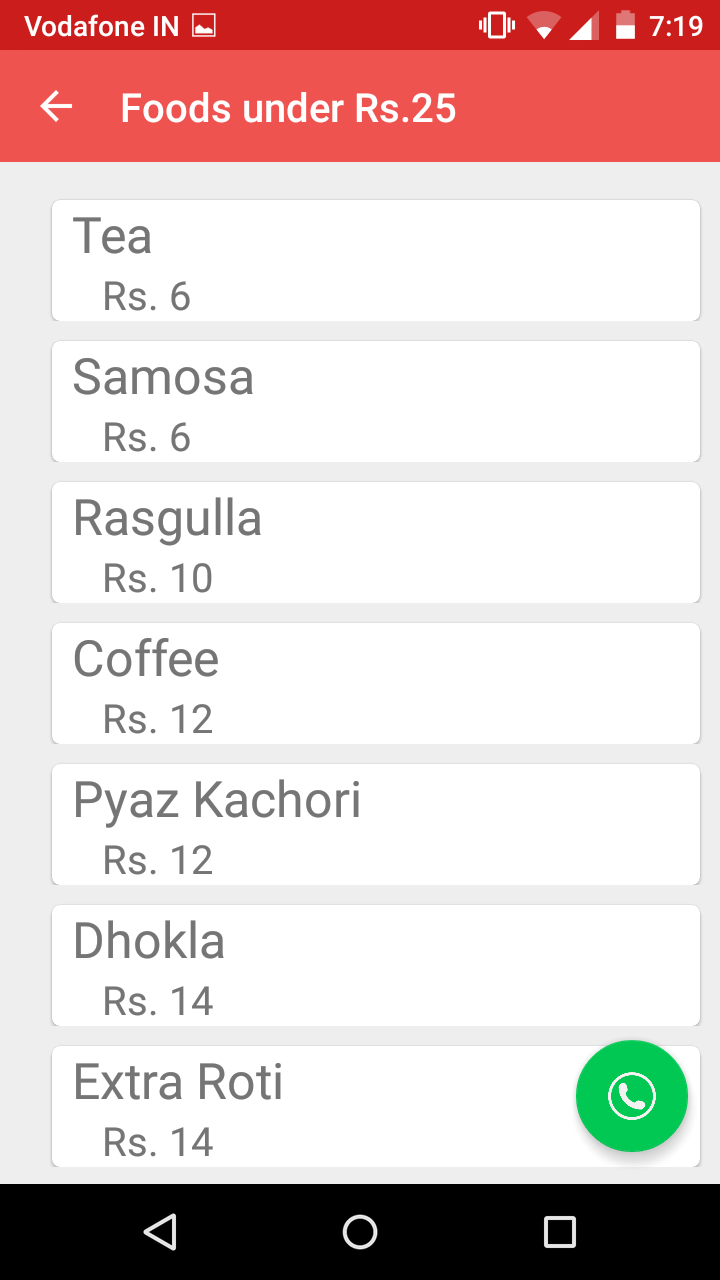 Vodafone IN 7:19
Foods under Rs.25
Tea
Rs. 6
Samosa
Rs. 6
Rasgulla
Rs. 10
Coffee
Rs. 12
Pyaz Kachori
Rs. 12
Dhokla
Rs. 14
Extra Roti
Rs. 14